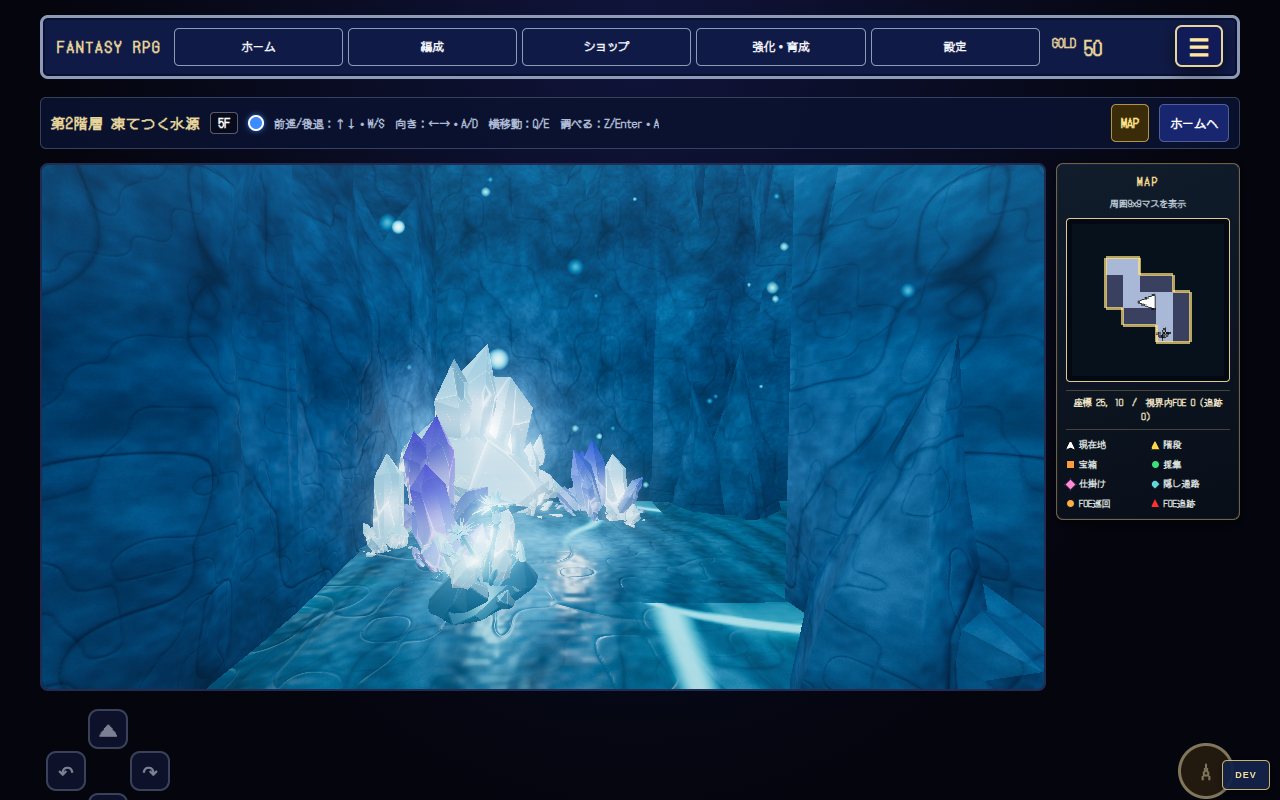 FANTASY RPG
ホーム
編成
ショップ
強化・育成
設定
GOLD 50
第2階層 凍てつく水源 5F 前進/後退：↑↓・W/S 向き：←→・A/D 横移動：Q/E 調べる：Z/Enter・A
MAP
ホームへ
MAP
周囲9x9マスを表示
座標 25, 10 / 視界内FOE 0（追跡
0）
現在地 階段
宝箱 採集
仕掛け 隠し通路
FOE巡回 FOE追跡
A
DEV